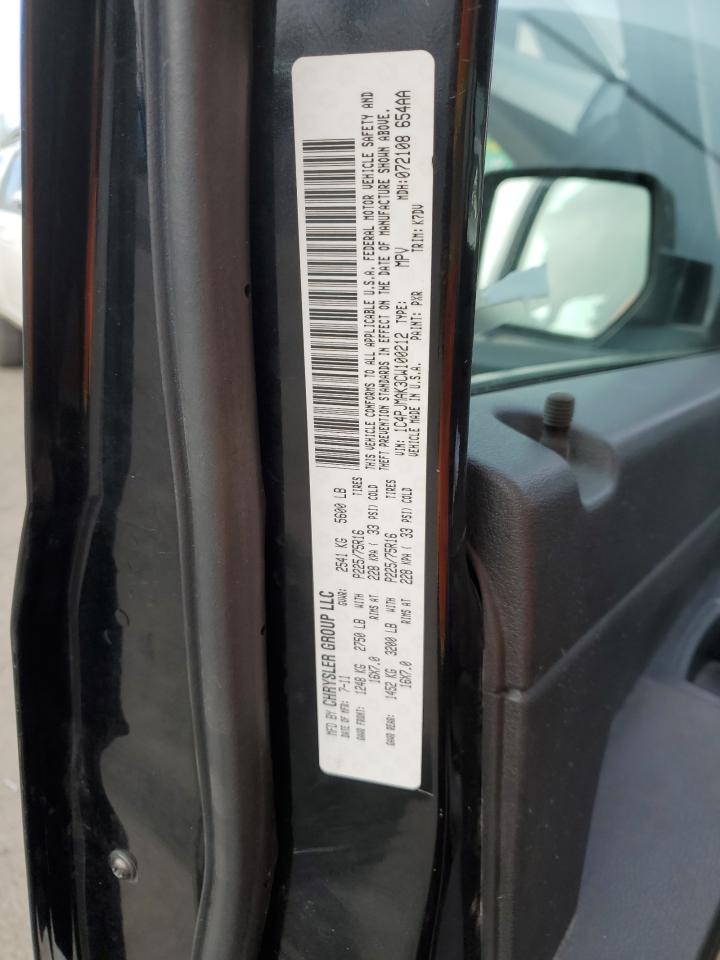 MFD BY CHRYSLER GROUP LLC
DATE OF MFD: 7-11 GVWR: 2541 KG 5600 LB
GAWR FRONT: 1248 KG 2750 LB WITH P225/75R16 TIRES
16X7.0 RIMS AT 228 KPA ( 33 PSI) COLD
GAWR REAR: 1452 KG 3200 LB WITH P225/75R16 TIRES
16X7.0 RIMS AT 228 KPA ( 33 PSI) COLD
THIS VEHICLE CONFORMS TO ALL APPLICABLE U.S.A. FEDERAL MOTOR VEHICLE SAFETY AND
THEFT PREVENTION STANDARDS IN EFFECT ON THE DATE OF MANUFACTURE SHOWN ABOVE.
VIN: 1C4PJMAK3CW100212 TYPE: MPV MDH:072108 654AA
VEHICLE MADE IN U.S.A. PAINT: PXR TRIM: K7DV